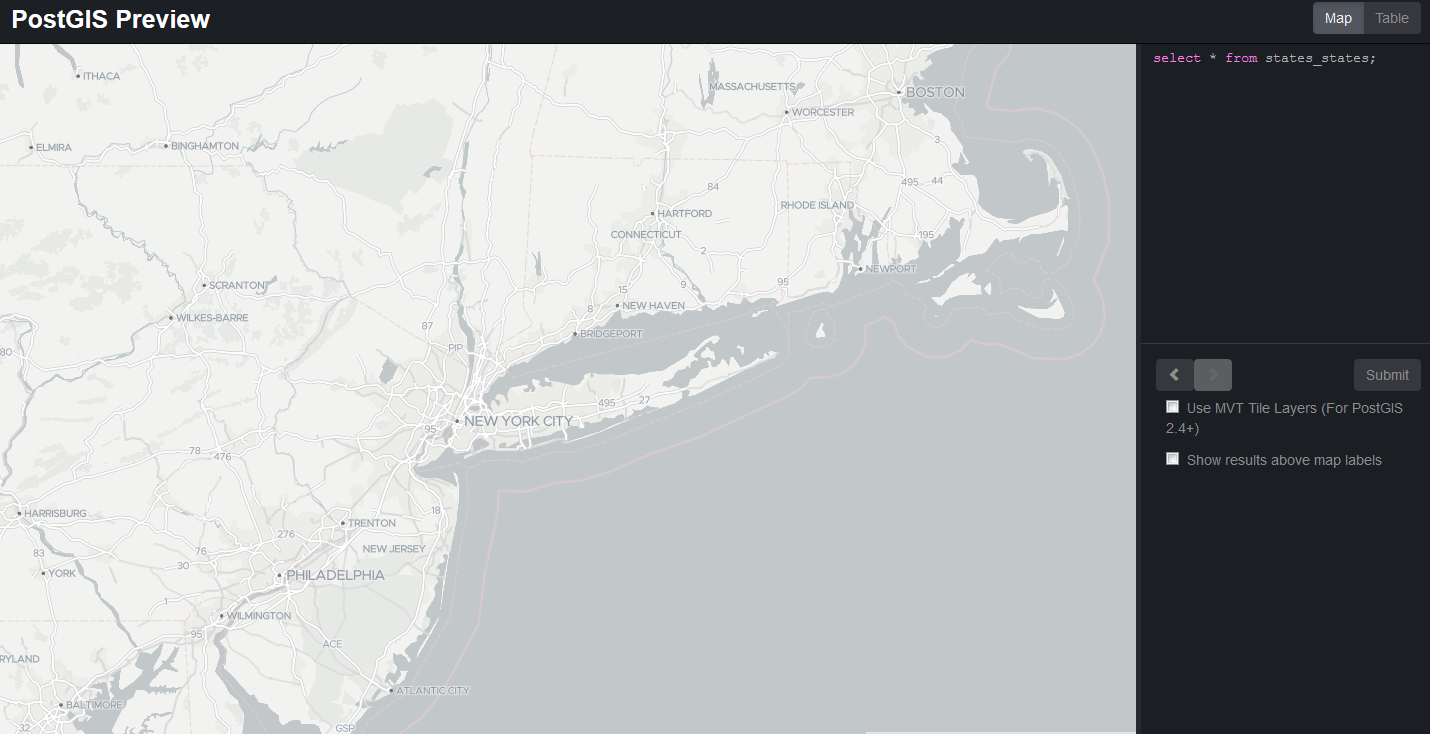 PostGIS Preview
Map
Table
select * from states_states;
Submit
Use MVT Tile Layers (For PostGIS
2.4+)
Show results above map labels
ITHACA
MASSACHUSETTS
BOSTON
WORCESTER
3
ELMIRA
BINGHAMTON
495
44
84
RHODE ISLAND
HARTFORD
CONNECTICUT
195
2
NEWPORT
SCRANTON
95
15
9
NEW HAVEN
8
WILKES-BARRE
87
BRIDGEPORT
PIP
80
495
27
NEW YORK CITY
95
78
476
HARRISBURG
18
TRENTON
276
NEW JERSEY
76
83
30
YORK
PHILADELPHIA
1
WILMINGTON
95
ACE
RYLAND
ATLANTIC CITY
BALTIMORE
32
GSP